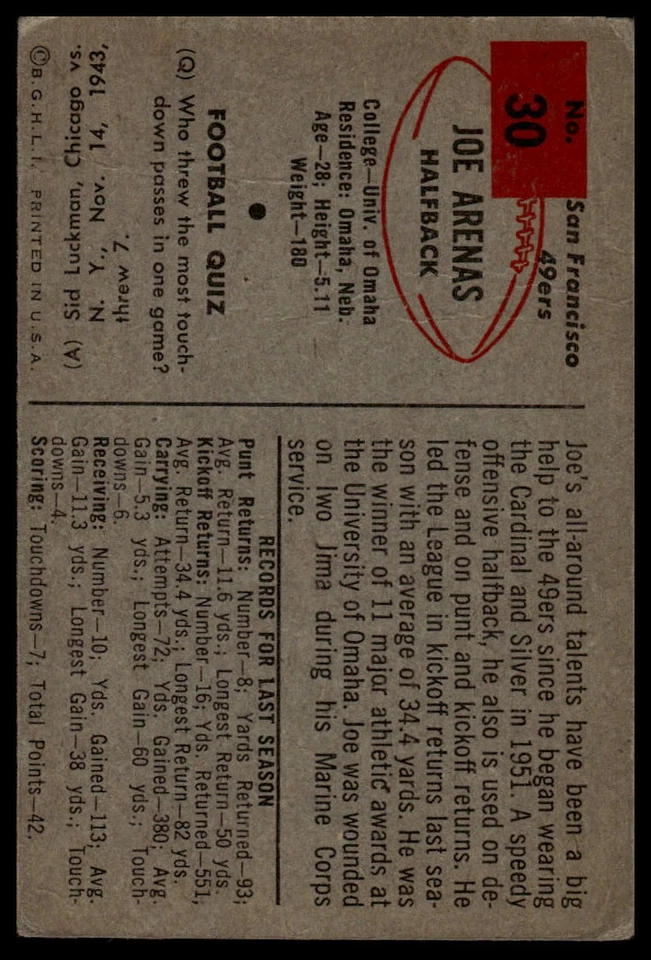 No.
30
San Francisco
49ers
JOE ARENAS
HALFBACK
College—Univ. of Omaha
Residence: Omaha, Neb.
Age—28; Height—5.11
Weight—180
FOOTBALL QUIZ
(Q) Who threw the most touch-
down passes in one game?
(A) Sid Luckman, Chicago vs.
N. Y., Nov. 14, 1943,
threw 7.
©B.G.H.L.I. PRINTED IN U.S.A.
Joe's all-around talents have been a big
help to the 49ers since he began wearing
the Cardinal and Silver in 1951. A speedy
offensive halfback, he also is used on de-
fense and on punt and kickoff returns. He
led the League in kickoff returns last sea-
son with an average of 34.4 yards. He was
the winner of 11 major athletic awards at
the University of Omaha. Joe was wounded
on Iwo Jima during his Marine Corps
service.
RECORDS FOR LAST SEASON
Punt Returns: Number—8; Yards Returned—93;
Avg. Return—11.6 yds., Longest Return—50 yds.
Kickoff Returns: Number—16; Yds. Returned—551,
Avg. Return—34.4 yds.; Longest Return—82 yds.
Carrying: Attempts—72; Yds. Gained—380; Avg.
Gain—5.3 yds.; Longest Gain—60 yds.; Touch-
downs—6.
Receiving: Number—10; Yds. Gained—113; Avg.
Gain—11.3 yds.; Longest Gain—38 yds.; Touch-
downs—4.
Scoring: Touchdowns—7; Total Points—42.